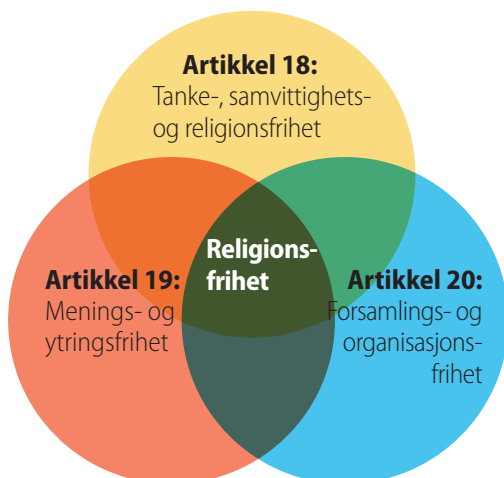 Artikkel 18:
Tanke-, samvittighets-
og religionsfrihet
Religions-
frihet
Artikkel 19:
Menings- og
ytringsfrihet
Artikkel 20:
Forsamlings- og
organisasjons-
frihet